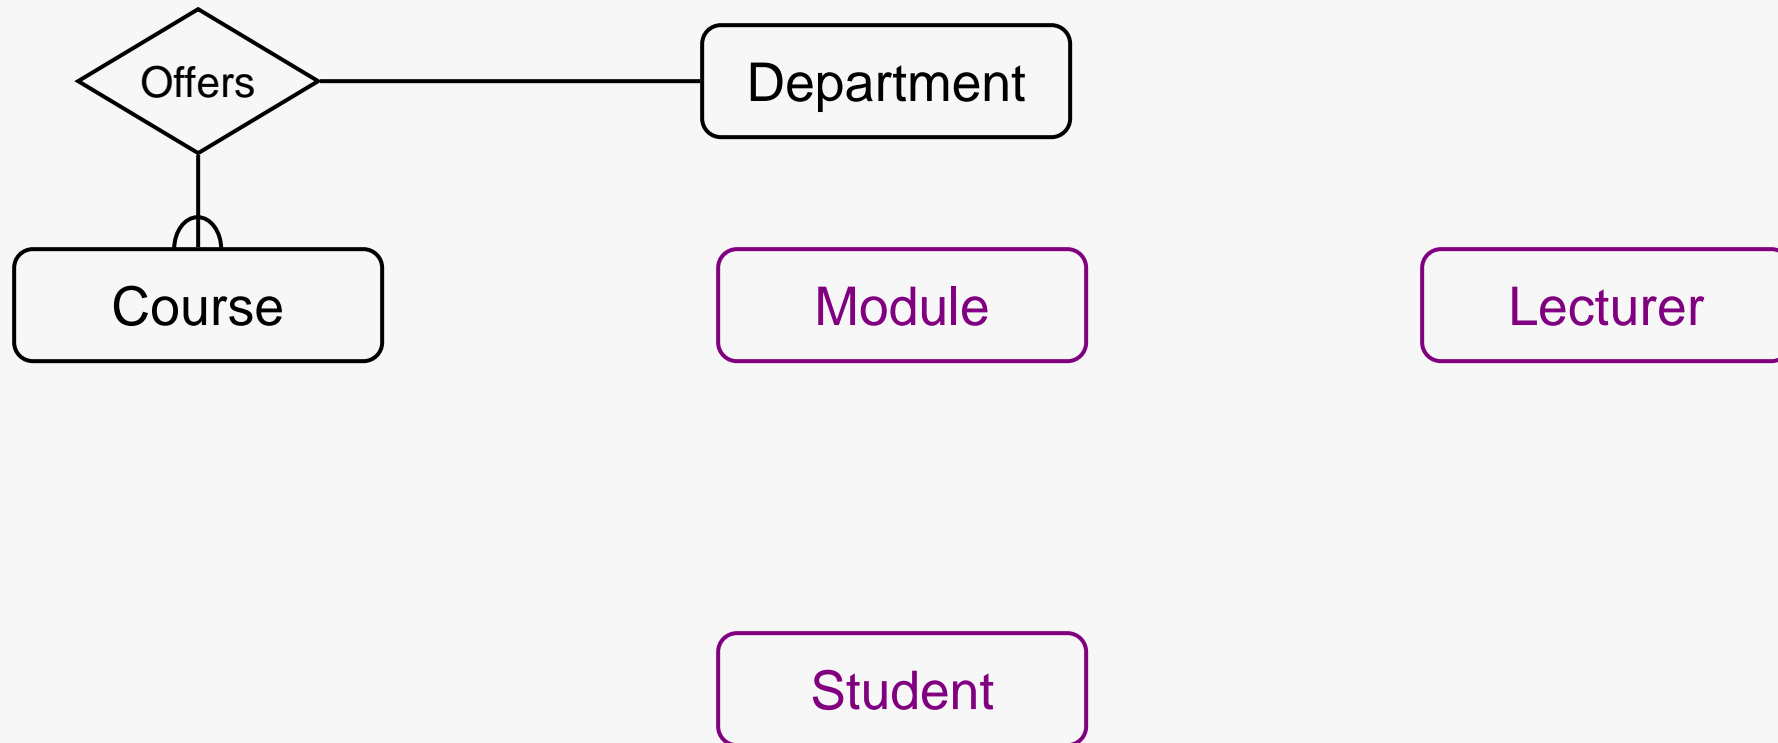 Offers
Department
Course
Module
Lecturer
Student